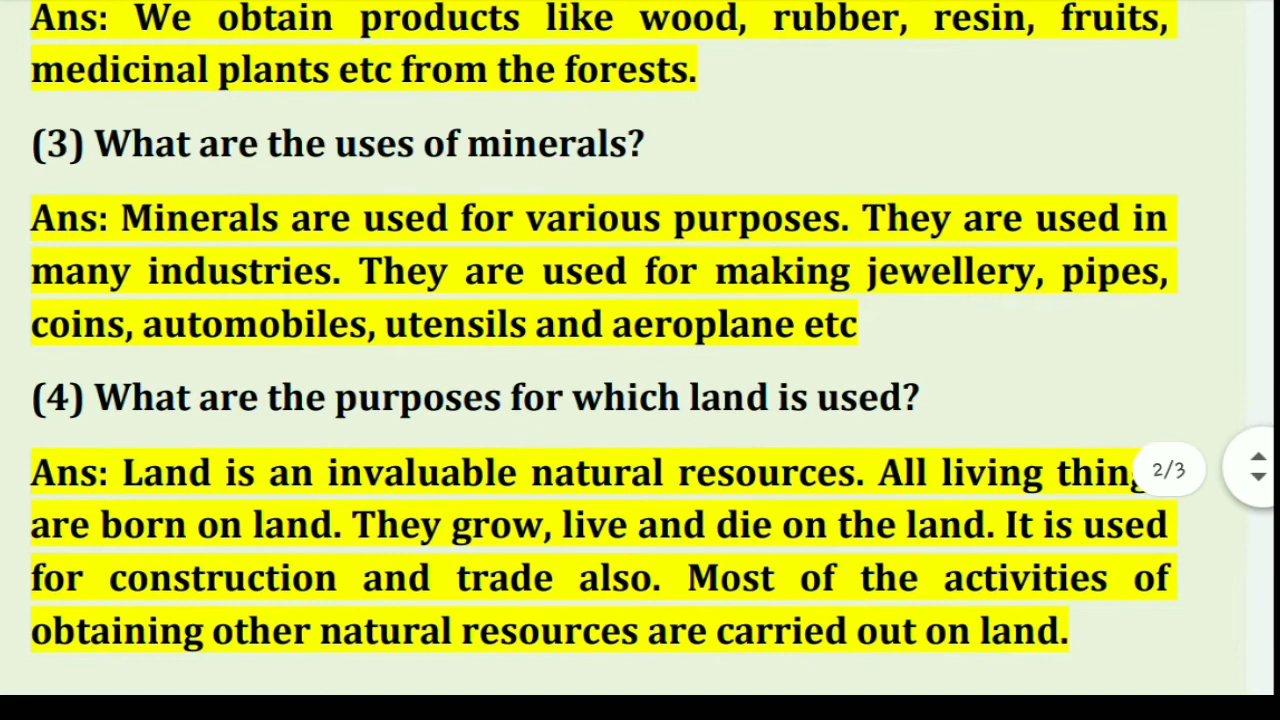 Ans: We obtain products like wood, rubber, resin, fruits,
medicinal plants etc from the forests.
(3) What are the uses of minerals?
Ans: Minerals are used for various purposes. They are used in
many industries. They are used for making jewellery, pipes,
coins, automobiles, utensils and aeroplane etc
(4) What are the purposes for which land is used?
Ans: Land is an invaluable natural resources. All living thing
are born on land. They grow, live and die on the land. It is used
for construction and trade also. Most of the activities of
obtaining other natural resources are carried out on land.
2/3